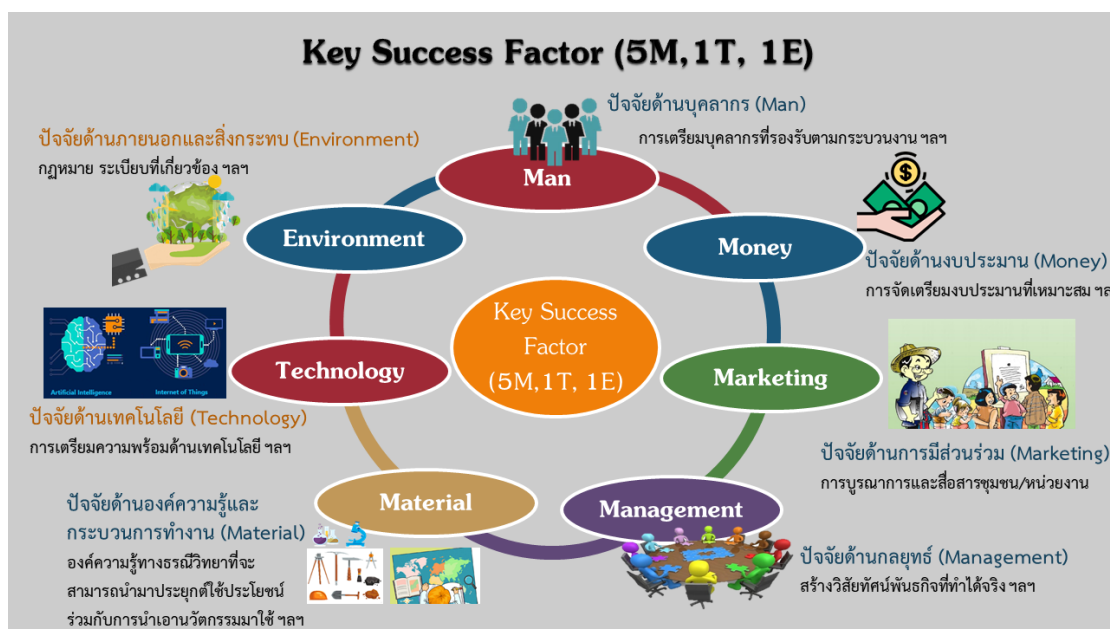 Key Success Factor (5M,1T, 1E)
ปัจจัยด้านบุคลากร (Man)
การเตรียมบุคลากรที่รองรับตามกระบวนงาน ฯลฯ
Man
ปัจจัยด้านภายนอกและสิ่งกระทบ (Environment)
กฎหมาย ระเบียบที่เกี่ยวข้อง ฯลฯ
Environment
Money
ปัจจัยด้านงบประมาน (Money)
การจัดเตรียมงบประมานที่เหมาะสม ฯล
Key Success
Factor
(5M,1T, 1E)
Artificial Intelligence
Internet of Things
Technology
ปัจจัยด้านเทคโนโลยี (Technology)
การเตรียมความพร้อมด้านเทคโนโลยี ฯลฯ
Marketing
ปัจจัยด้านการมีส่วนร่วม (Marketing)
การบูรณาการและสื่อสารชุมชน/หน่วยงาน
Material
ปัจจัยด้านองค์ความรู้และ
กระบวนการทำงาน (Material)
องค์ความรู้ทางธรณีวิทยาที่จะ
สามารถนำมาประยุกต์ใช้ประโยชน์
ร่วมกับการนำเอานวัตกรรมมาใช้ ฯลฯ
Management
ปัจจัยด้านกลยุทธ์ (Management)
สร้างวิสัยทัศน์พันธกิจที่ทำได้จริง ฯลฯ